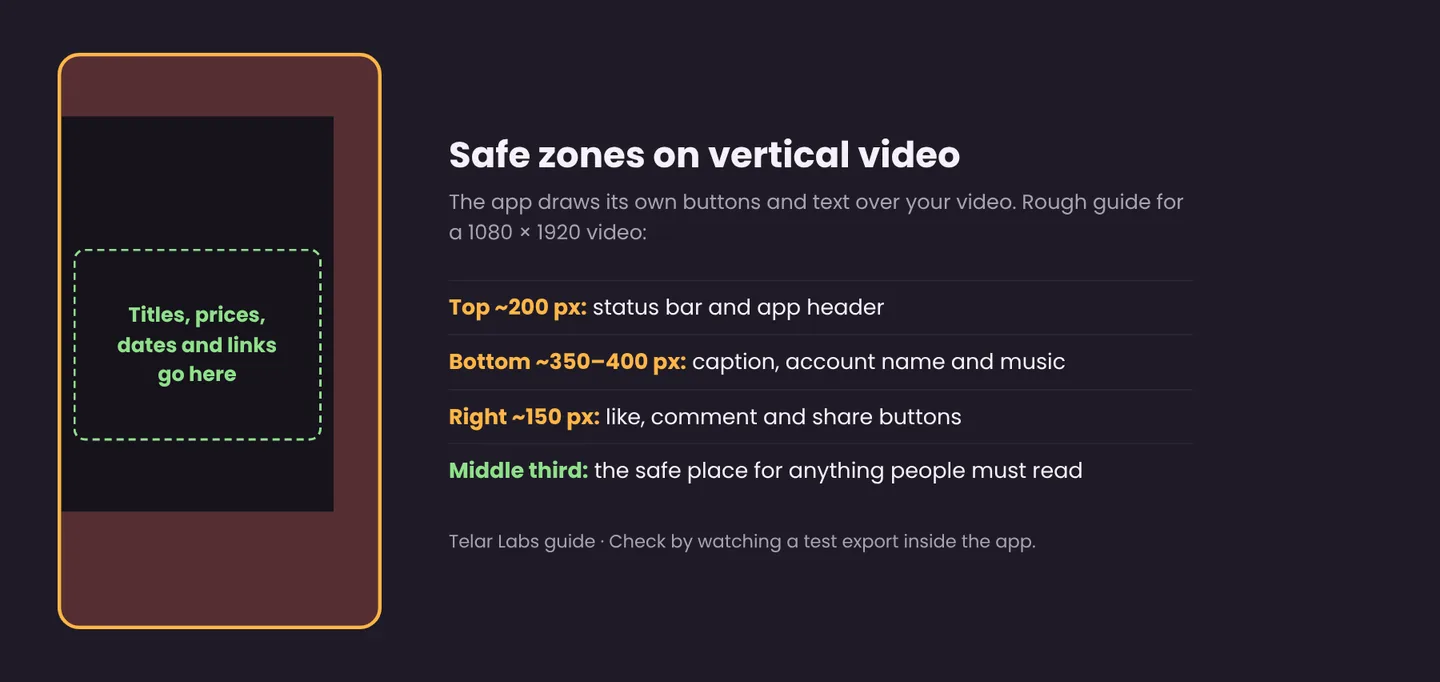 Titles, prices,
dates and links
go here
Safe zones on vertical video
The app draws its own buttons and text over your video. Rough guide for
a 1080 × 1920 video:
Top ~200 px: status bar and app header
Bottom ~350–400 px: caption, account name and music
Right ~150 px: like, comment and share buttons
Middle third: the safe place for anything people must read
Telar Labs guide · Check by watching a test export inside the app.